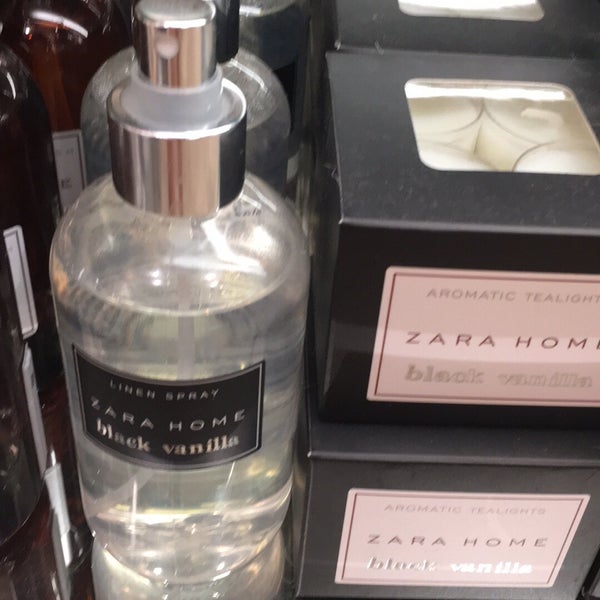 LINEN SPRAY
ZARA HOME
black vanilla
AROMATIC TEALIGHTS
ZARA HOME
black vanilla
AROMATIC TEALIGHTS
ZARA HOME
black vanilla